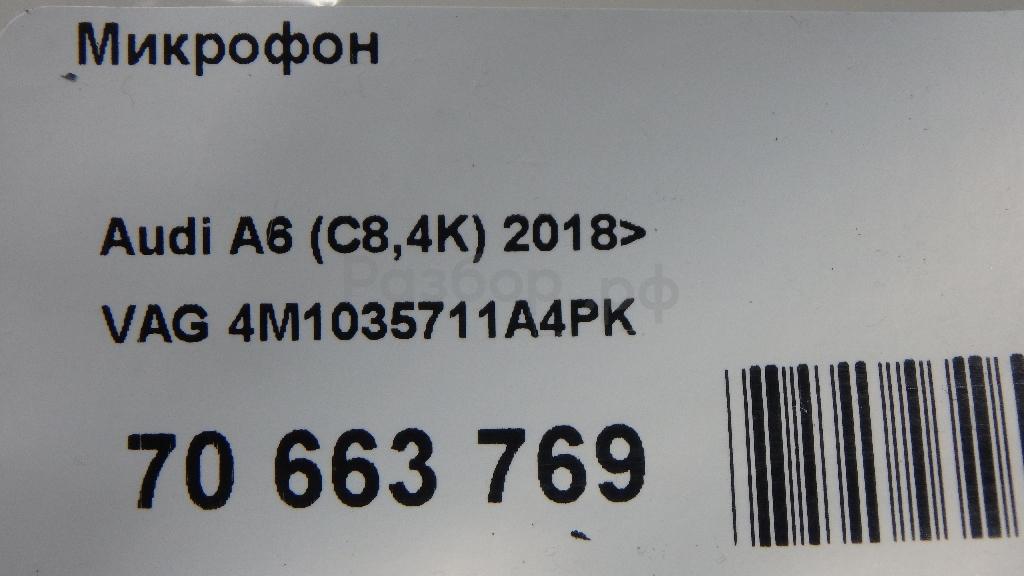 Микрофон
Audi A6 (C8,4K) 2018>
Разбор.рф
VAG 4M1035711A4PK
70 663 769